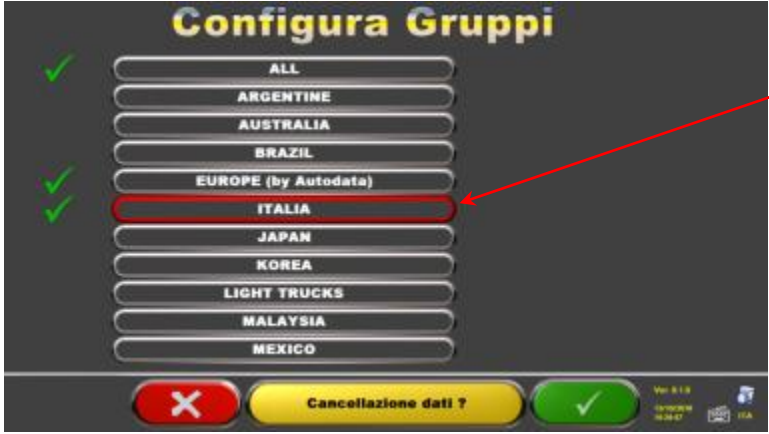 Configura Gruppi
ALL
ARGENTINE
AUSTRALIA
BRAZIL
EUROPE (by Autodata)
ITALIA
JAPAN
KOREA
LIGHT TRUCKS
MALAYSIA
MEXICO
Cancellazione dati ?
ITA